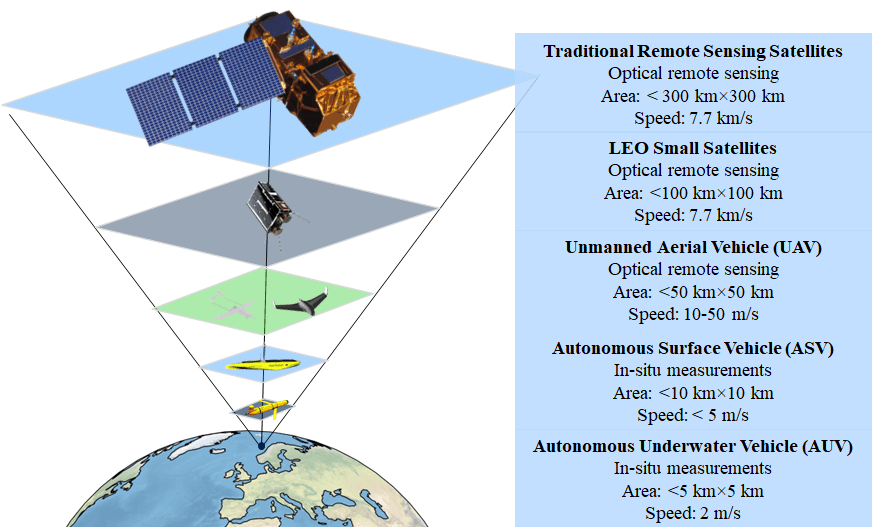 Traditional Remote Sensing Satellites
Optical remote sensing
Area: < 300 km×300 km
Speed: 7.7 km/s
LEO Small Satellites
Optical remote sensing
Area: <100 km×100 km
Speed: 7.7 km/s
Unmanned Aerial Vehicle (UAV)
Optical remote sensing
Area: <50 km×50 km
Speed: 10-50 m/s
Autonomous Surface Vehicle (ASV)
In-situ measurements
Area: <10 km×10 km
Speed: < 5 m/s
Autonomous Underwater Vehicle (AUV)
In-situ measurements
Area: <5 km×5 km
Speed: 2 m/s